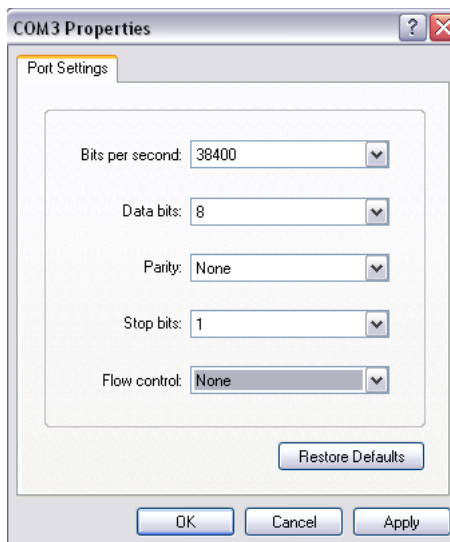 COM3 Properties
Port Settings
Bits per second: 38400
Data bits: 8
Parity: None
Stop bits: 1
Flow control: None
Restore Defaults
OK Cancel Apply